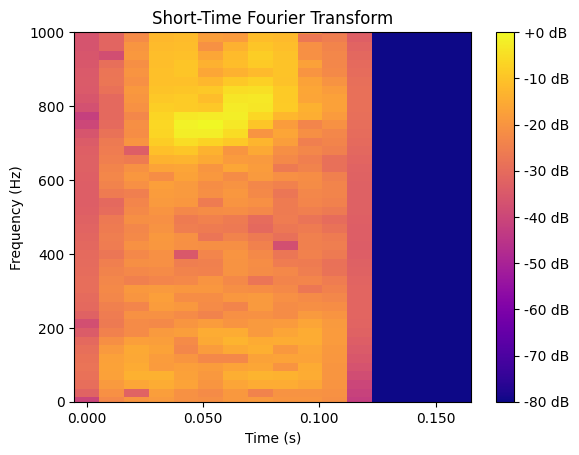 Short-Time Fourier Transform
Frequency (Hz)
1000
800
600
400
200
0
0.000
0.050
0.100
0.150
Time (s)
+0 dB
-10 dB
-20 dB
-30 dB
-40 dB
-50 dB
-60 dB
-70 dB
-80 dB